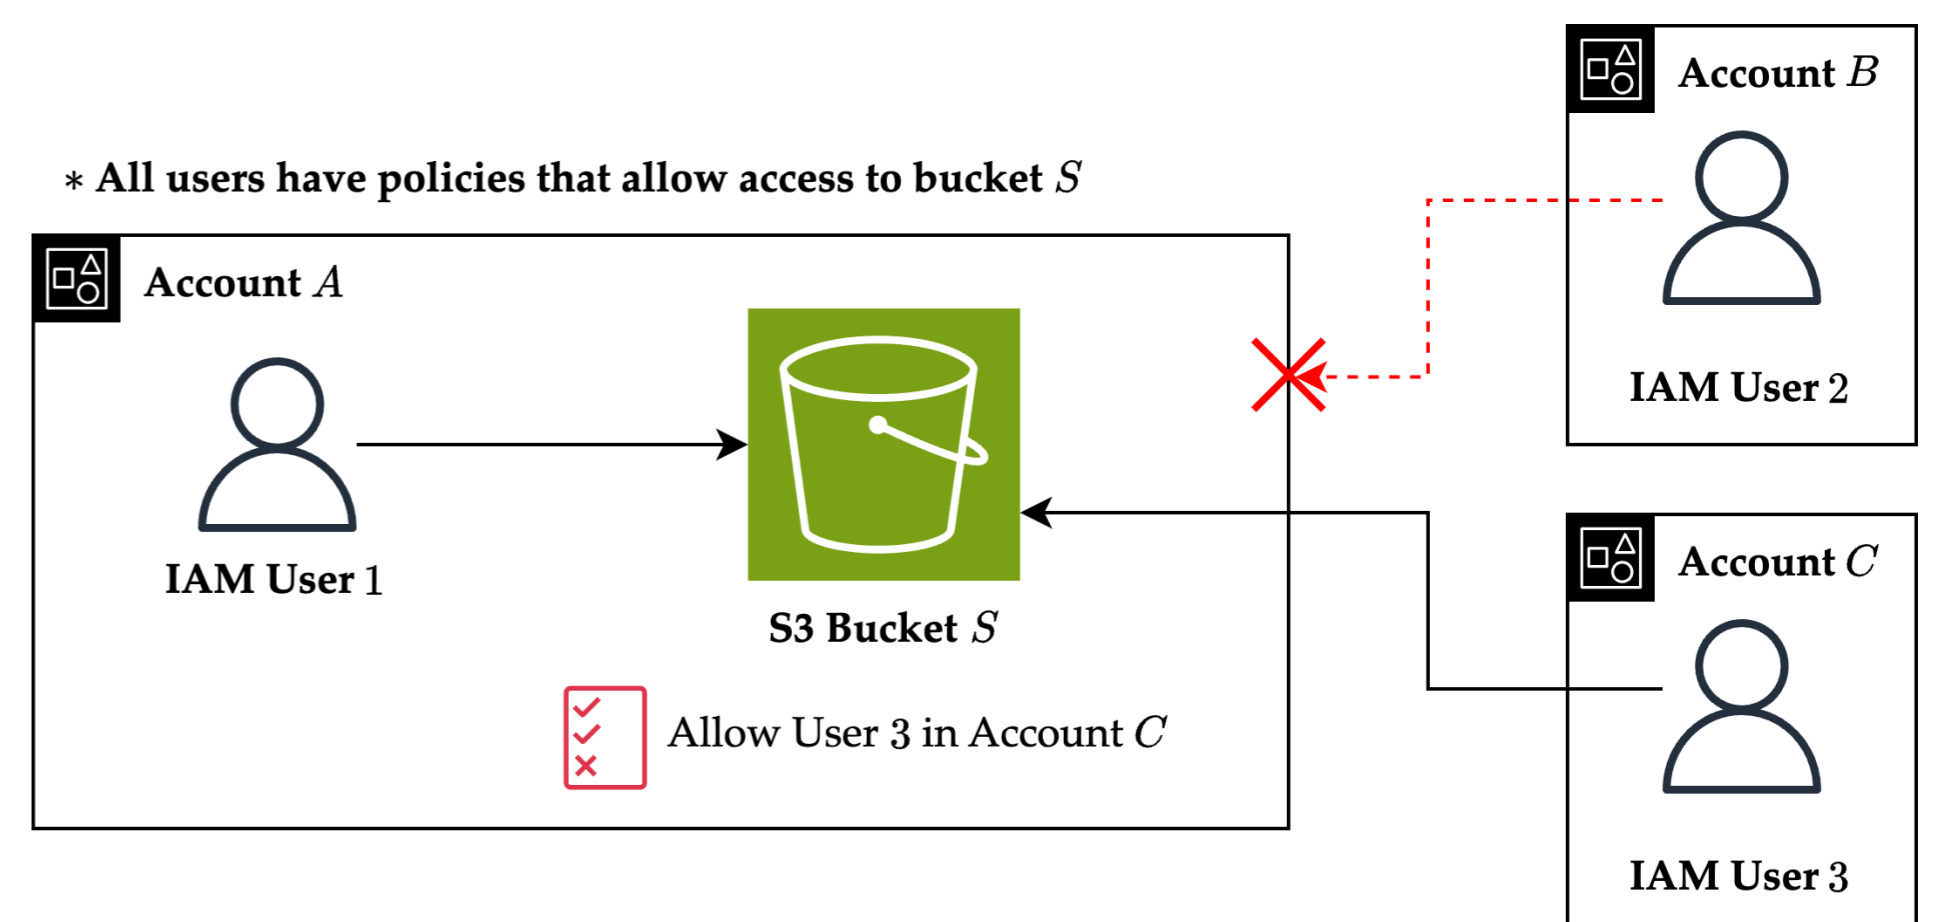 * All users have policies that allow access to bucket S
Account A
IAM User 1
S3 Bucket S
Allow User 3 in Account C
Account B
IAM User 2
Account C
IAM User 3